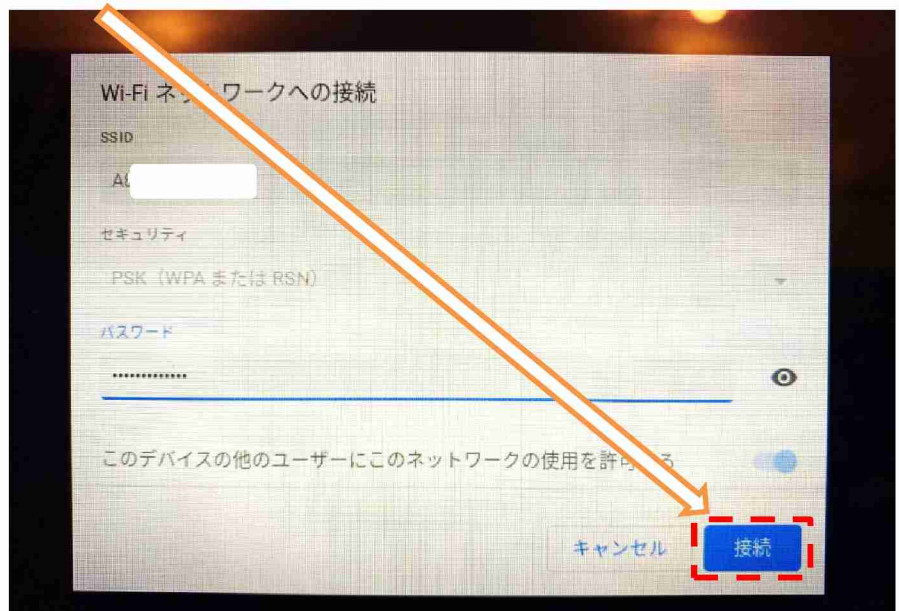 Wi-Fi ネットワークへの接続
SSID
セキュリティ
PSK (WPA または RSN)
パスワード
•••••••••••••
このデバイスの他のユーザーにこのネットワークの使用を許可する
キャンセル
接続